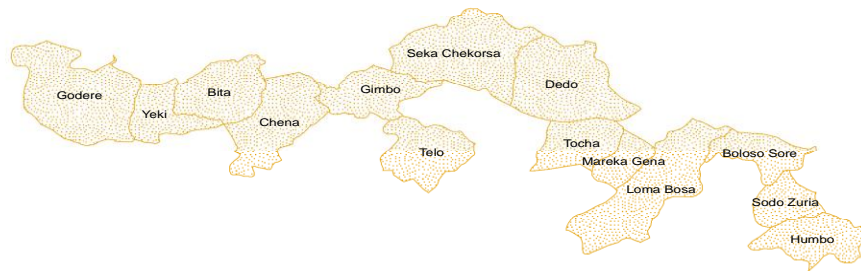 Seka Chekorsa
Dedo
Gimbo
Bita
Godere
Yeki
Chena
Tocha
Telo
Mareka Gena
Boloso Sore
Loma Bosa
Sodo Zuria
Humbo